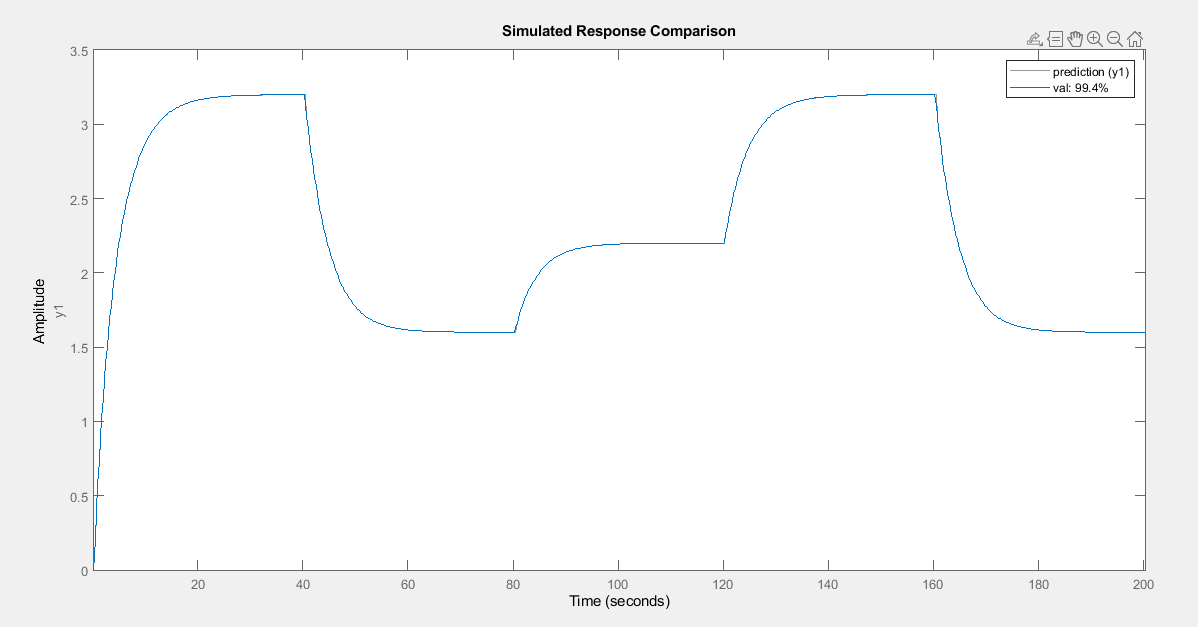 Simulated Response Comparison
prediction (y1)
val: 99.4%
3.5
3
2.5
2
1.5
1
0.5
0
Amplitude
y1
20 40 60 80 100 120 140 160 180 200
Time (seconds)